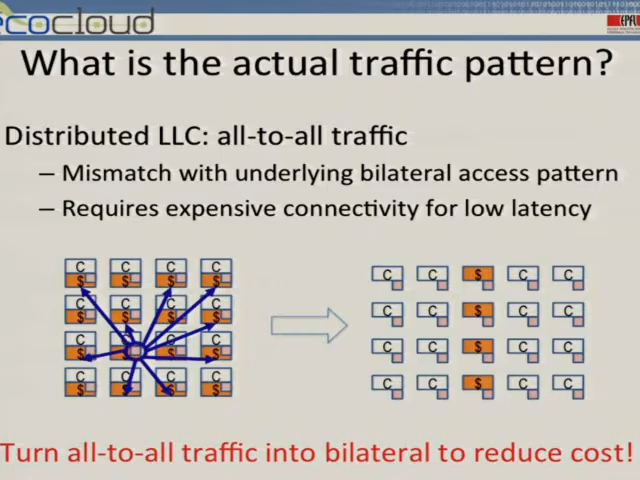 ecocloud
EPFL
What is the actual traffic pattern?
Distributed LLC: all-to-all traffic
– Mismatch with underlying bilateral access pattern
– Requires expensive connectivity for low latency
C C C C
$ $ $ $
C C C C
$ $ $ $
C C C
$ $ $
C C C C
$ $ $ $
C C $ C C
C C $ C C
C C $ C C
C C $ C C
Turn all-to-all traffic into bilateral to reduce cost!